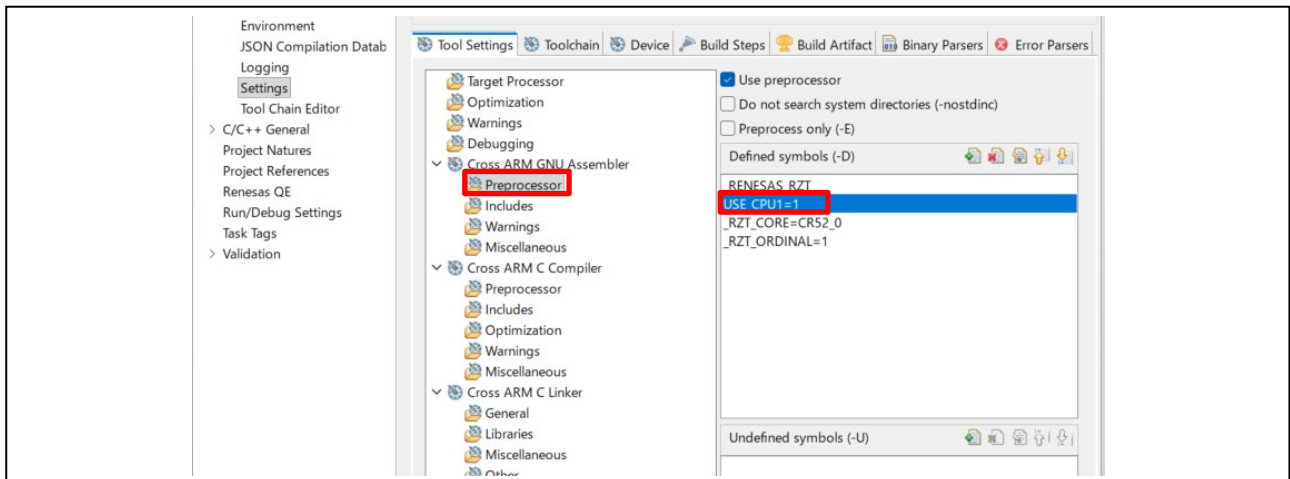 Environment
JSON Compilation Datab
Logging
Settings
Tool Chain Editor
C/C++ General
Project Natures
Project References
Renesas QE
Run/Debug Settings
Task Tags
Validation
Tool Settings Toolchain Device Build Steps Build Artifact Binary Parsers Error Parsers
Target Processor
Optimization
Warnings
Debugging
Cross ARM GNU Assembler
Preprocessor
Includes
Warnings
Miscellaneous
Cross ARM C Compiler
Preprocessor
Includes
Optimization
Warnings
Miscellaneous
Cross ARM C Linker
General
Libraries
Miscellaneous
Other
Use preprocessor
Do not search system directories (-nostdinc)
Preprocess only (-E)
Defined symbols (-D)
_RENESAS_RZT_
USE_CPU1=1
_RZT_CORE=CR52_0
_RZT_ORDINAL=1
Undefined symbols (-U)